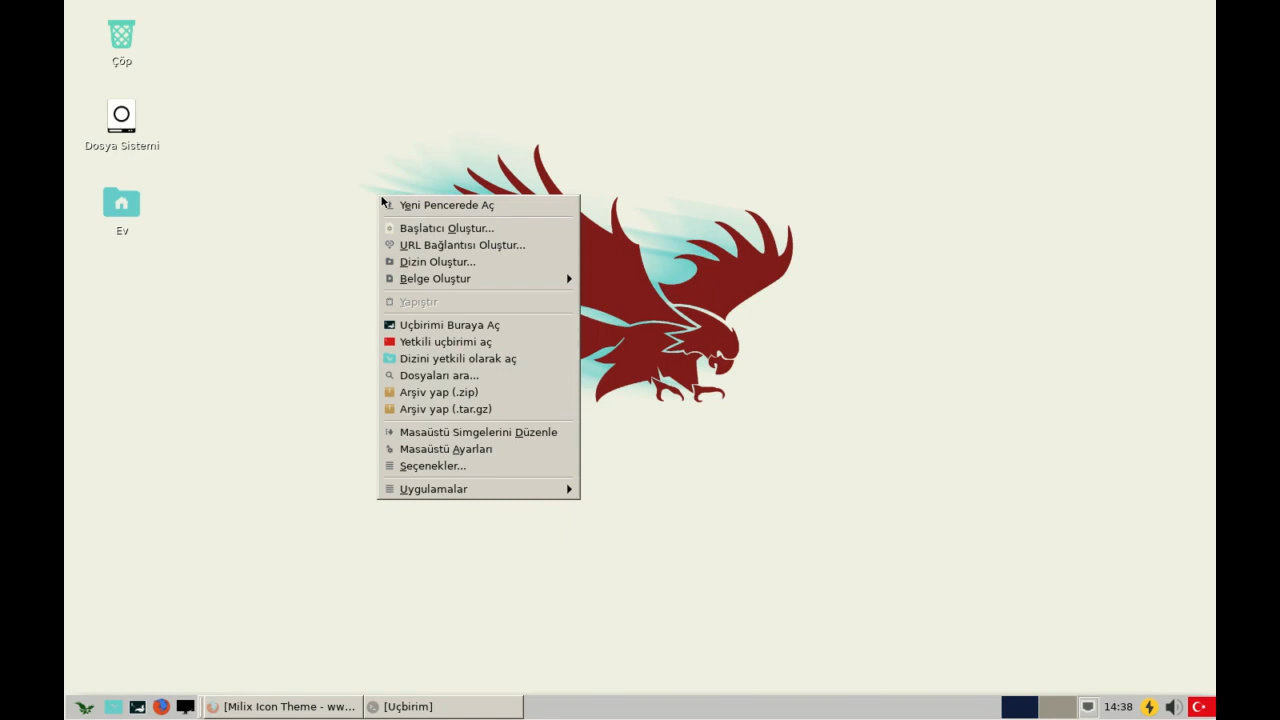 Çöp
Dosya Sistemi
Ev
Yeni Pencerede Aç
Başlatıcı Oluştur...
URL Bağlantısı Oluştur...
Dizin Oluştur...
Belge Oluştur
Yapıştır
Uçbirimi Buraya Aç
Yetkili uçbirimi aç
Dizini yetkili olarak aç
Dosyaları ara...
Arşiv yap (.zip)
Arşiv yap (.tar.gz)
Masaüstü Simgelerini Düzenle
Masaüstü Ayarları
Seçenekler...
Uygulamalar
[Milix Icon Theme - ww...
[Uçbirim]
14:38